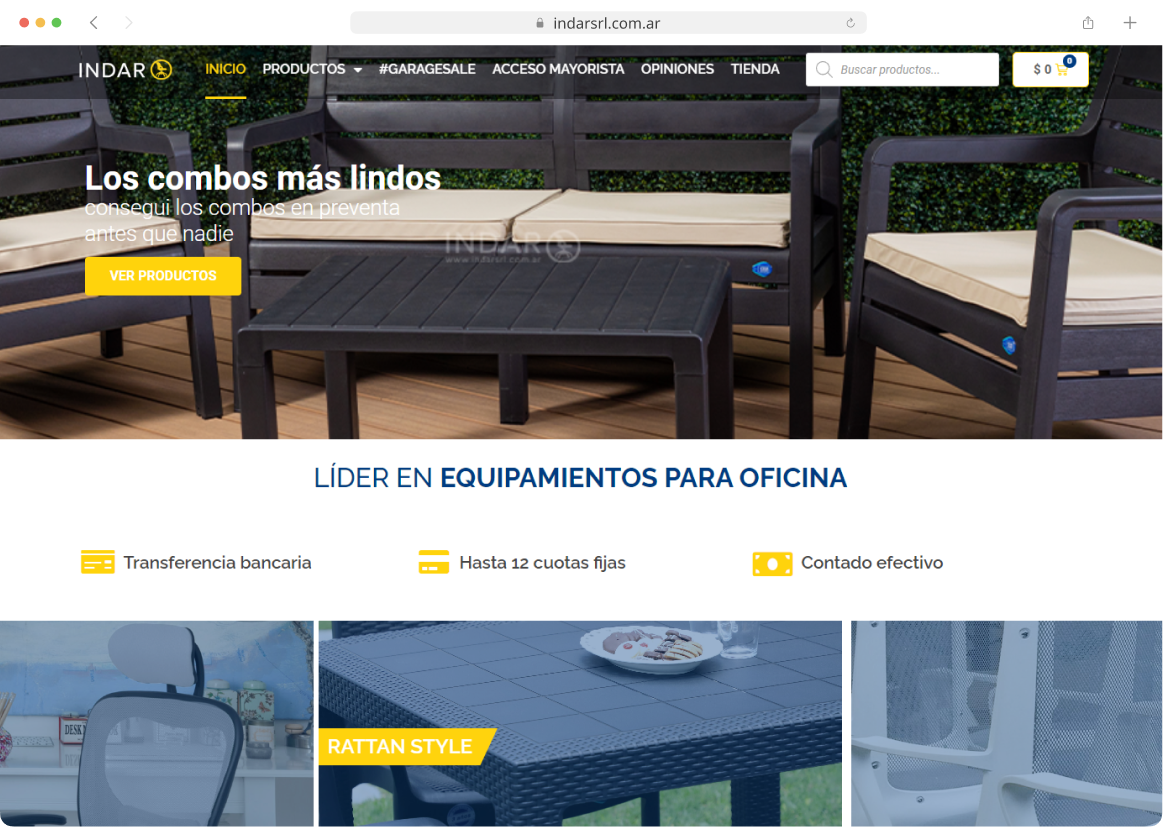 indarsrl.com.ar
INDAR
INICIO
PRODUCTOS
#GARAGESALE
ACCESO MAYORISTA
OPINIONES
TIENDA
Buscar productos...
$ 0
0
Los combos más lindos
consegui los combos en preventa
antes que nadie
VER PRODUCTOS
INDAR
www.indarsrl.com.ar
LÍDER EN EQUIPAMIENTOS PARA OFICINA
Transferencia bancaria
Hasta 12 cuotas fijas
Contado efectivo
DESK
RATTAN STYLE